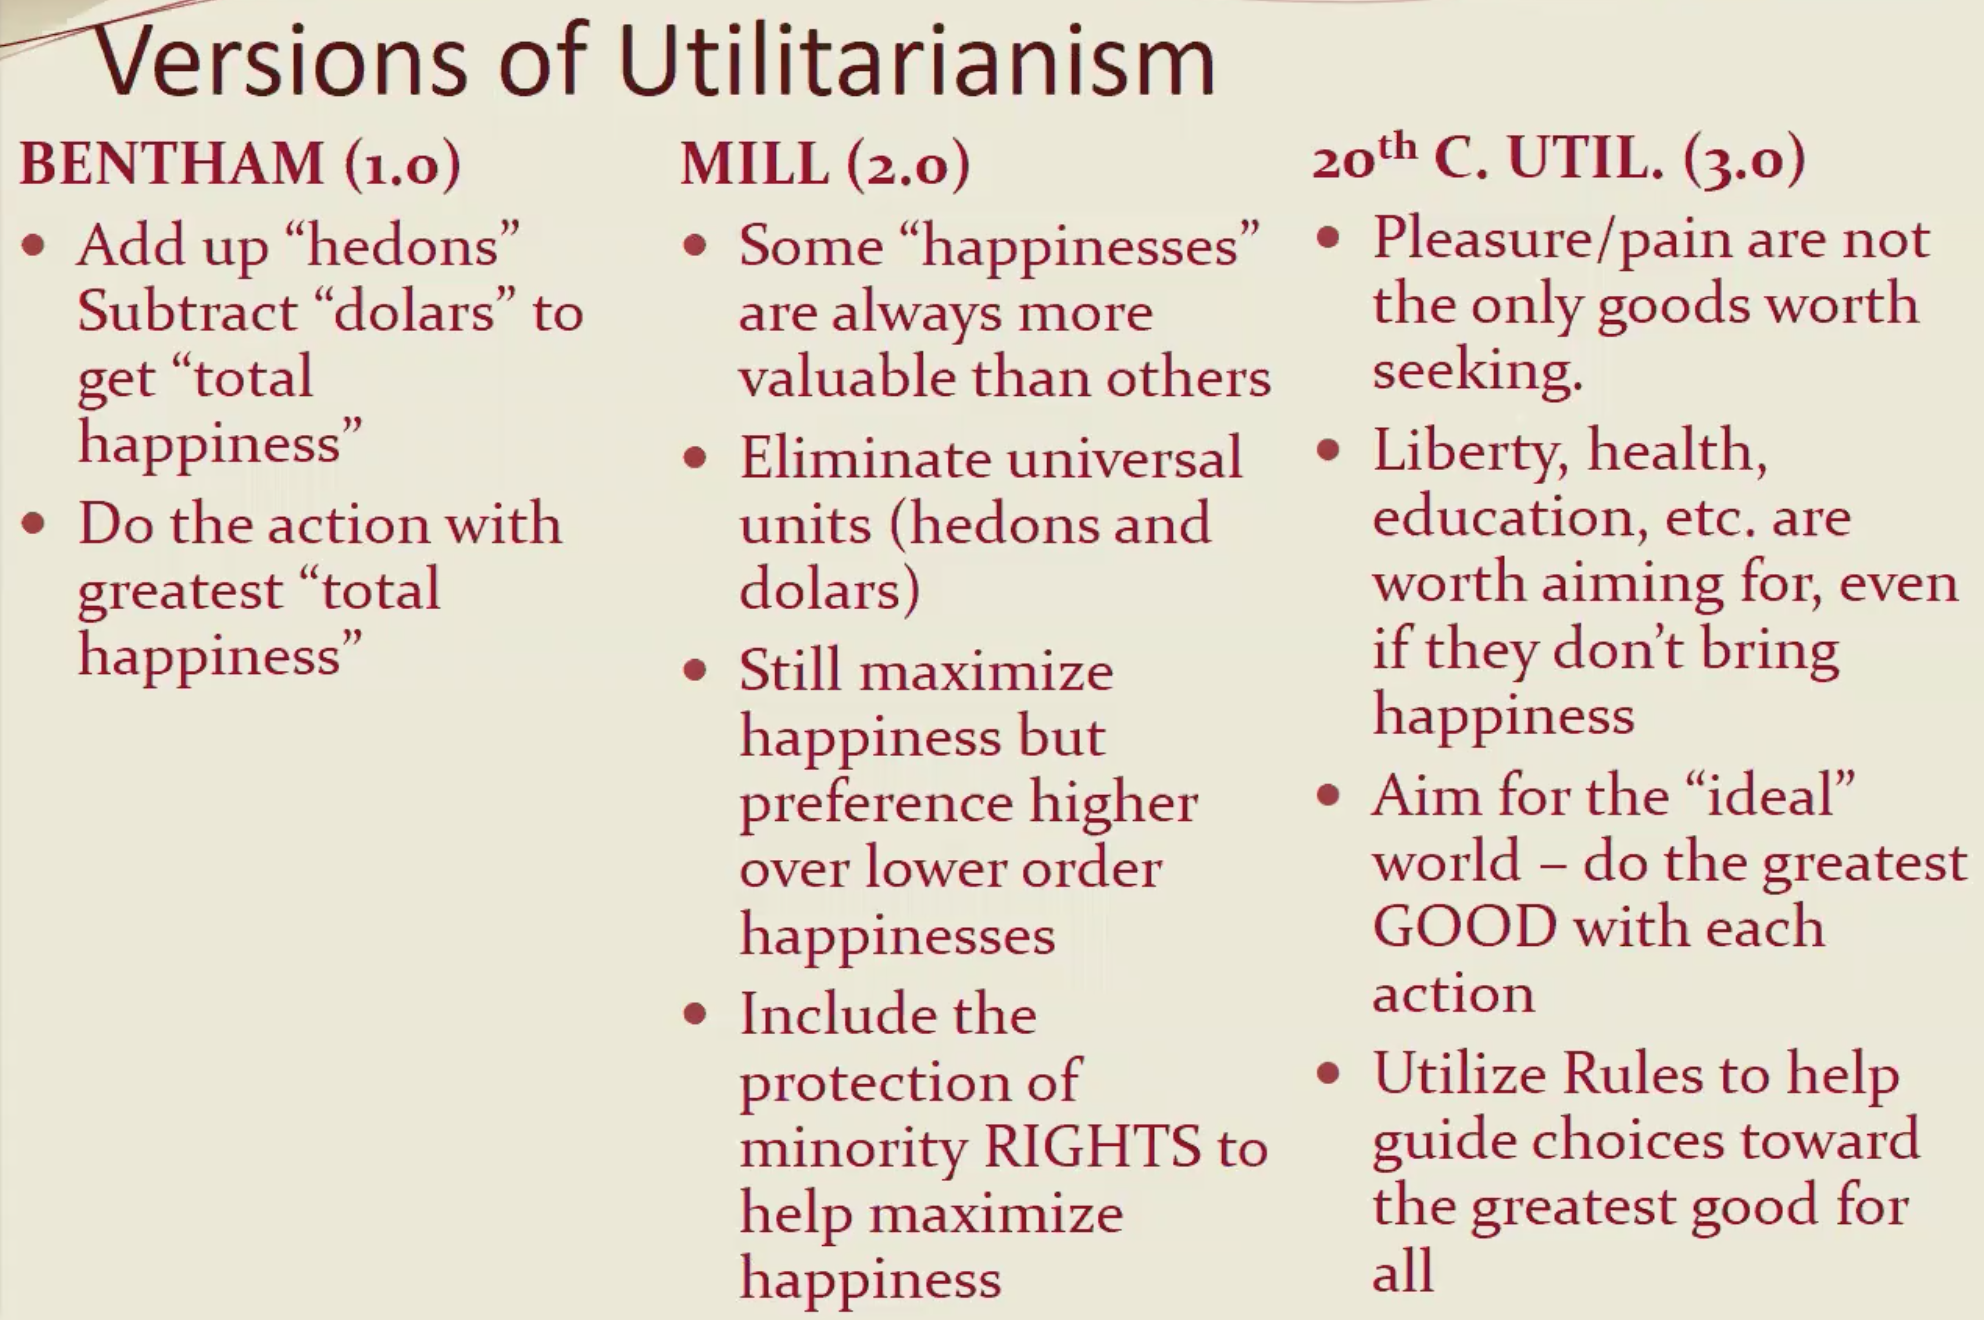 Versions of Utilitarianism
BENTHAM (1.0)
• Add up “hedons”
Subtract “dolars” to
get “total
happiness”
• Do the action with
greatest “total
happiness”
MILL (2.0)
• Some “happinesses”
are always more
valuable than others
• Eliminate universal
units (hedons and
dolars)
• Still maximize
happiness but
preference higher
over lower order
happinesses
• Include the
protection of
minority RIGHTS to
help maximize
happiness
20th C. UTIL. (3.0)
• Pleasure/pain are not
the only goods worth
seeking.
• Liberty, health,
education, etc. are
worth aiming for, even
if they don’t bring
happiness
• Aim for the “ideal”
world – do the greatest
GOOD with each
action
• Utilize Rules to help
guide choices toward
the greatest good for
all